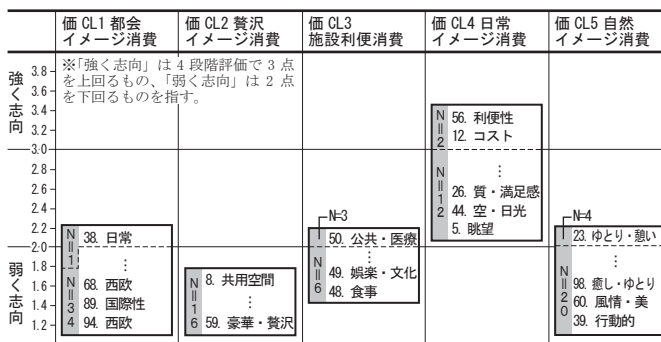 価 CL1 都会
イメージ消費
価 CL2 贅沢
イメージ消費
価 CL3
施設利便消費
価 CL4 日常
イメージ消費
価 CL5 自然
イメージ消費
※「強く志向」は 4 段階評価で 3 点
を上回るもの、「弱く志向」は 2 点
を下回るものを指す。
強く志向
弱く志向
3.8
3.6
3.4
3.2
3.0
2.8
2.6
2.4
2.2
2.0
1.8
1.6
1.4
1.2
N=1
38. 日常
⋮
N=34
68. 西欧
89. 国際性
94. 西欧
N=16
8. 共用空間
⋮
59. 豪華・贅沢
N=3
50. 公共・医療
⋮
N=6
49. 娯楽・文化
48. 食事
N=2
56. 利便性
12. コスト
⋮
N=12
26. 質・満足感
44. 空・日光
5. 眺望
N=4
23. ゆとり・憩い
⋮
N=20
98. 癒し・ゆとり
60. 風情・美
39. 行動的